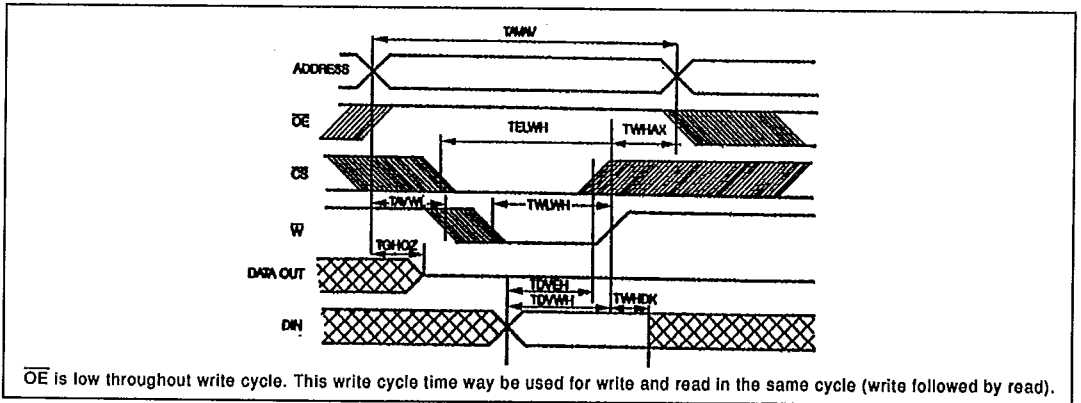 TAVAV
ADDRESS
OE
TELWH
TWHAX
CS
TAVWL
TWLWH
W
TGHQZ
DATA OUT
TDVEH
TDVWH
TWHDX
DIN
OE is low throughout write cycle. This write cycle time way be used for write and read in the same cycle (write followed by read).